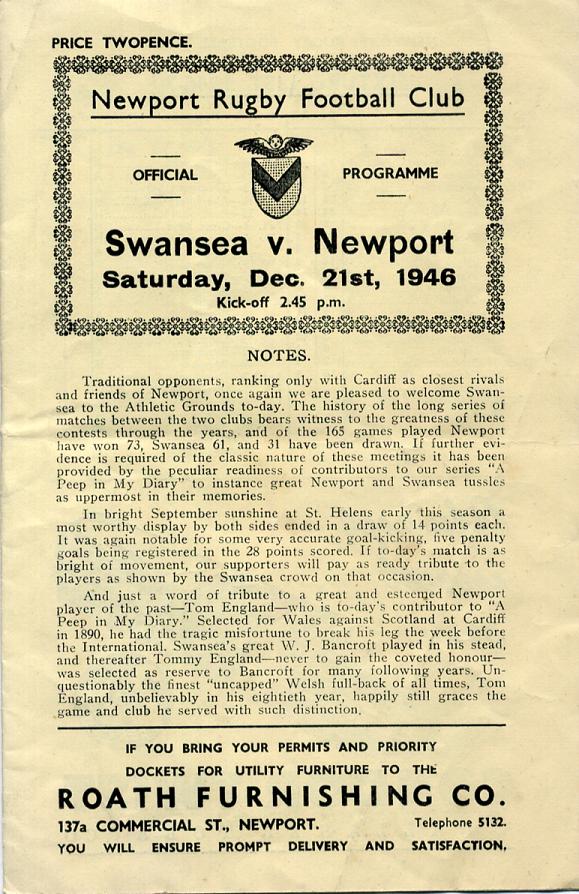 PRICE TWOPENCE.
Newport Rugby Football Club
OFFICIAL PROGRAMME
Swansea v. Newport
Saturday, Dec. 21st, 1946
Kick-off 2.45 p.m.
NOTES.
Traditional opponents, ranking only with Cardiff as closest rivals
and friends of Newport, once again we are pleased to welcome Swan-
sea to the Athletic Grounds to-day. The history of the long series of
matches between the two clubs bears witness to the greatness of these
contests through the years, and of the 165 games played Newport
have won 73, Swansea 61, and 31 have been drawn. If further evi-
dence is required of the classic nature of these meetings it has been
provided by the peculiar readiness of contributors to our series "A
Peep in My Diary" to instance great Newport and Swansea tussles
as uppermost in their memories.
In bright September sunshine at St. Helens early this season a
most worthy display by both sides ended in a draw of 14 points each.
It was again notable for some very accurate goal-kicking, five penalty
goals being registered in the 28 points scored. If to-day's match is as
bright of movement, our supporters will pay as ready tribute to the
players as shown by the Swansea crowd on that occasion.
And just a word of tribute to a great and esteemed Newport
player of the past—Tom England—who is to-day's contributor to "A
Peep in My Diary." Selected for Wales against Scotland at Cardiff
in 1890, he had the tragic misfortune to break his leg the week before
the International. Swansea's great W. J. Bancroft played in his stead,
and thereafter Tommy England—never to gain the coveted honour—
was selected as reserve to Bancroft for many following years. Un-
questionably the finest "uncapped" Welsh full-back of all times, Tom
England, unbelievably in his eightieth year, happily still graces the
game and club he served with such distinction.
IF YOU BRING YOUR PERMITS AND PRIORITY
DOCKETS FOR UTILITY FURNITURE TO THE
ROATH FURNISHING CO.
137a COMMERCIAL ST., NEWPORT. Telephone 5132.
YOU WILL ENSURE PROMPT DELIVERY AND SATISFACTION.